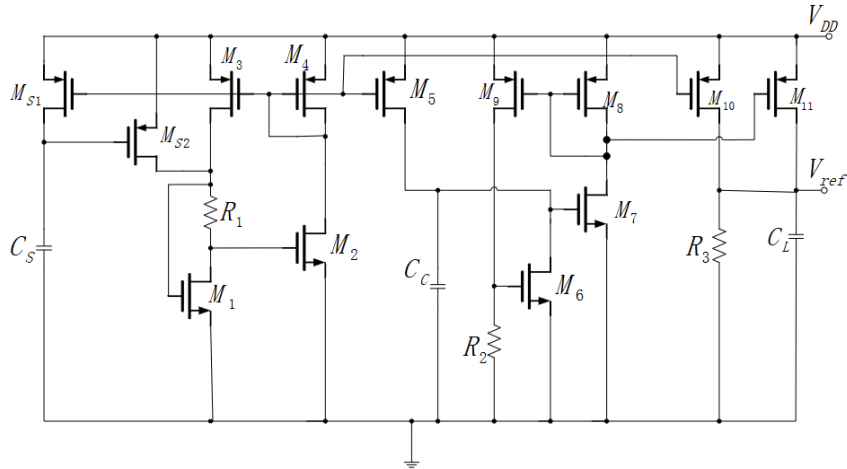 V_DD
M_S1
M_3
M_4
M_5
M_9
M_8
M_10
M_11
M_S2
V_ref
R_1
M_7
C_S
M_2
R_3
C_L
C_C
M_6
M_1
R_2